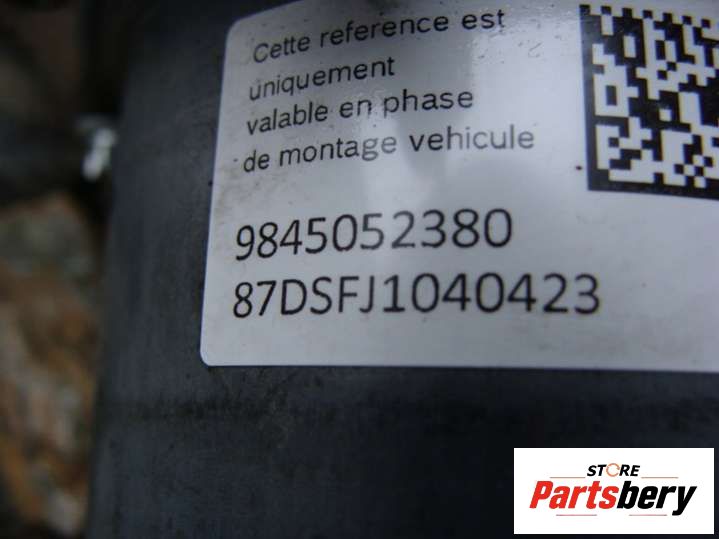 Cette reference est
uniquement
valable en phase
de montage vehicule
9845052380
87DSFJ1040423
STORE
Partsbery